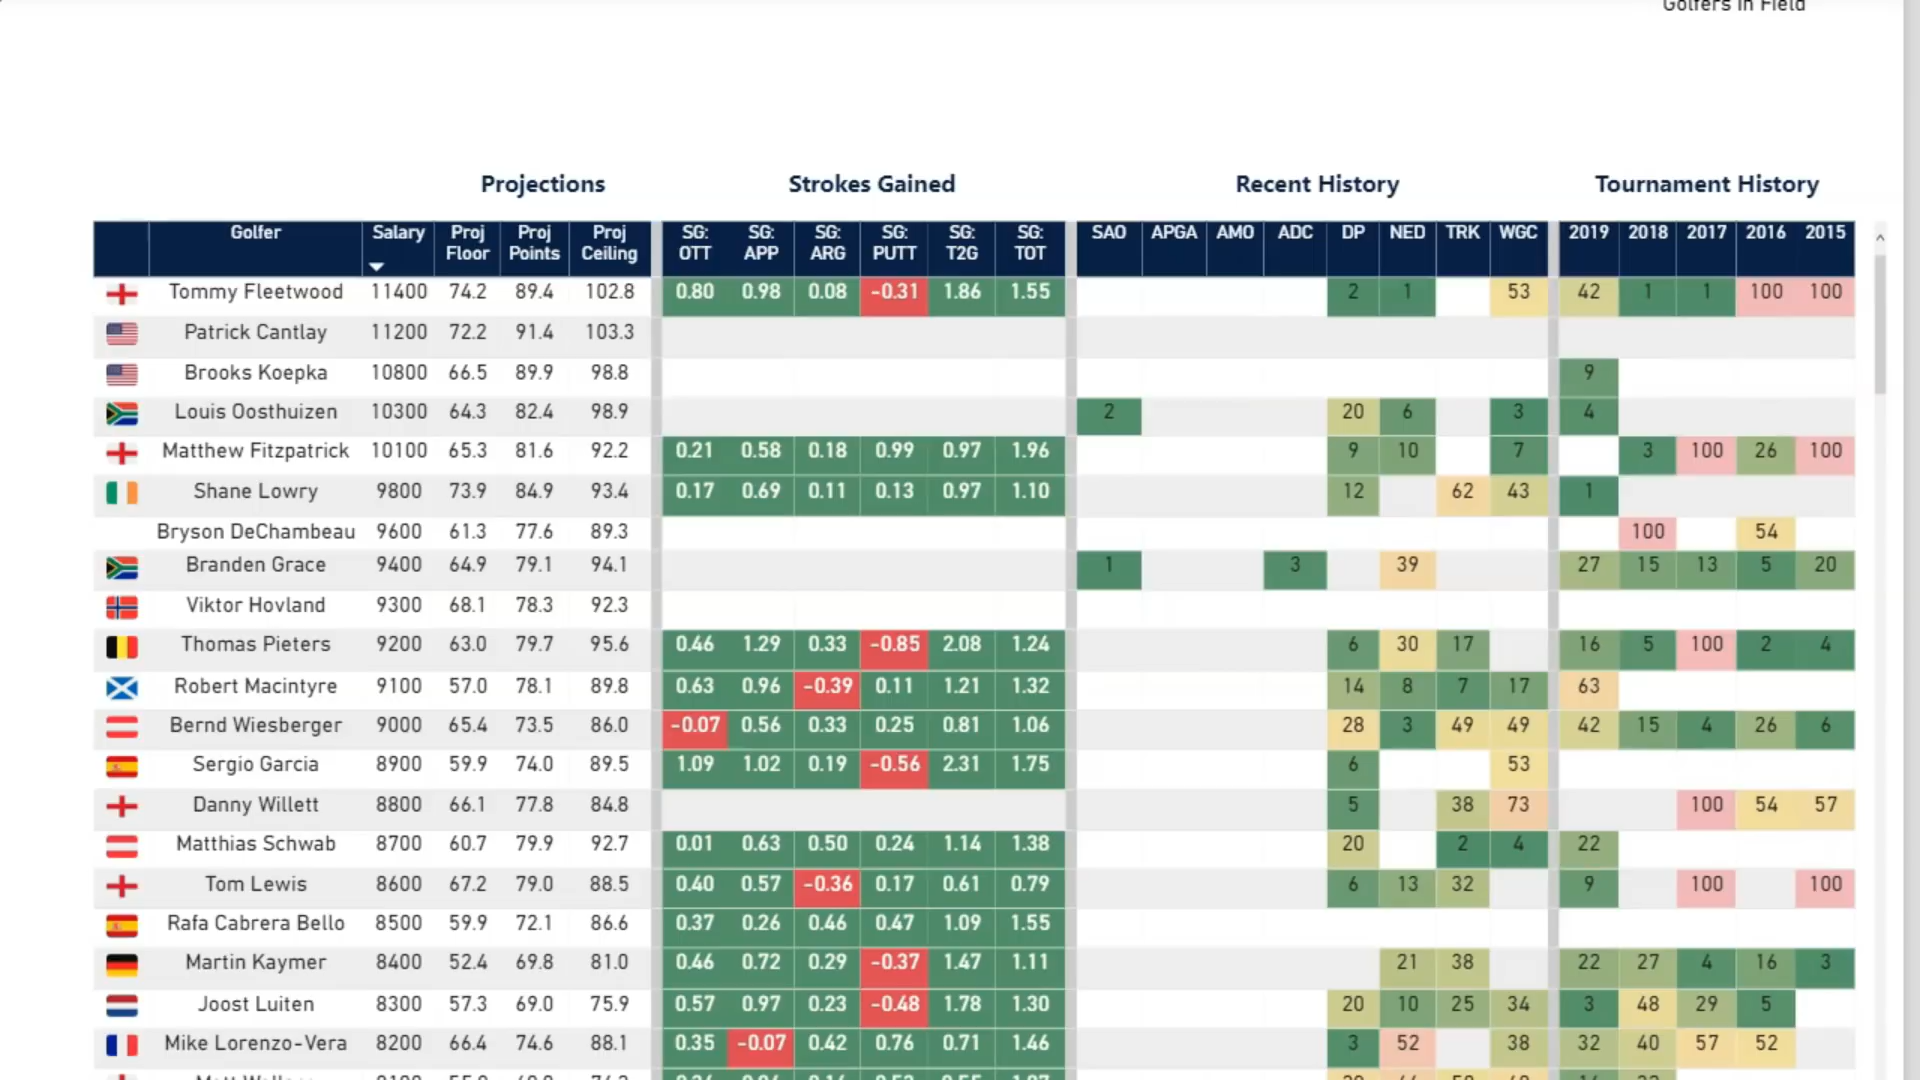 Golfers in Field
Projections Strokes Gained Recent History Tournament History
Golfer Salary Proj Floor Proj Points Proj Ceiling SG: OTT SG: APP SG: ARG SG: PUTT SG: T2G SG: TOT SAO APGA AMO ADC DP NED TRK WGC 2019 2018 2017 2016 2015
Tommy Fleetwood 11400 74.2 89.4 102.8 0.80 0.98 0.08 -0.31 1.86 1.55 2 1 53 42 1 1 100 100
Patrick Cantlay 11200 72.2 91.4 103.3
Brooks Koepka 10800 66.5 89.9 98.8 9
Louis Oosthuizen 10300 64.3 82.4 98.9 2 20 6 3 4
Matthew Fitzpatrick 10100 65.3 81.6 92.2 0.21 0.58 0.18 0.99 0.97 1.96 9 10 7 3 100 26 100
Shane Lowry 9800 73.9 84.9 93.4 0.17 0.69 0.11 0.13 0.97 1.10 12 62 43 1
Bryson DeChambeau 9600 61.3 77.6 89.3 100 54
Branden Grace 9400 64.9 79.1 94.1 1 3 39 27 15 13 5 20
Viktor Hovland 9300 68.1 78.3 92.3
Thomas Pieters 9200 63.0 79.7 95.6 0.46 1.29 0.33 -0.85 2.08 1.24 6 30 17 16 5 100 2 4
Robert Macintyre 9100 57.0 78.1 89.8 0.63 0.96 -0.39 0.11 1.21 1.32 14 8 7 17 63
Bernd Wiesberger 9000 65.4 73.5 86.0 -0.07 0.56 0.33 0.25 0.81 1.06 28 3 49 49 42 15 4 26 6
Sergio Garcia 8900 59.9 74.0 89.5 1.09 1.02 0.19 -0.56 2.31 1.75 6 53
Danny Willett 8800 66.1 77.8 84.8 5 38 73 100 54 57
Matthias Schwab 8700 60.7 79.9 92.7 0.01 0.63 0.50 0.24 1.14 1.38 20 2 4 22
Tom Lewis 8600 67.2 79.0 88.5 0.40 0.57 -0.36 0.17 0.61 0.79 6 13 32 9 100 100
Rafa Cabrera Bello 8500 59.9 72.1 86.6 0.37 0.26 0.46 0.47 1.09 1.55
Martin Kaymer 8400 52.4 69.8 81.0 0.46 0.72 0.29 -0.37 1.47 1.11 21 38 22 27 4 16 3
Joost Luiten 8300 57.3 69.0 75.9 0.57 0.97 0.23 -0.48 1.78 1.30 20 10 25 34 3 48 29 5
Mike Lorenzo-Vera 8200 66.4 74.6 88.1 0.35 -0.07 0.42 0.76 0.71 1.46 3 52 38 32 40 57 52